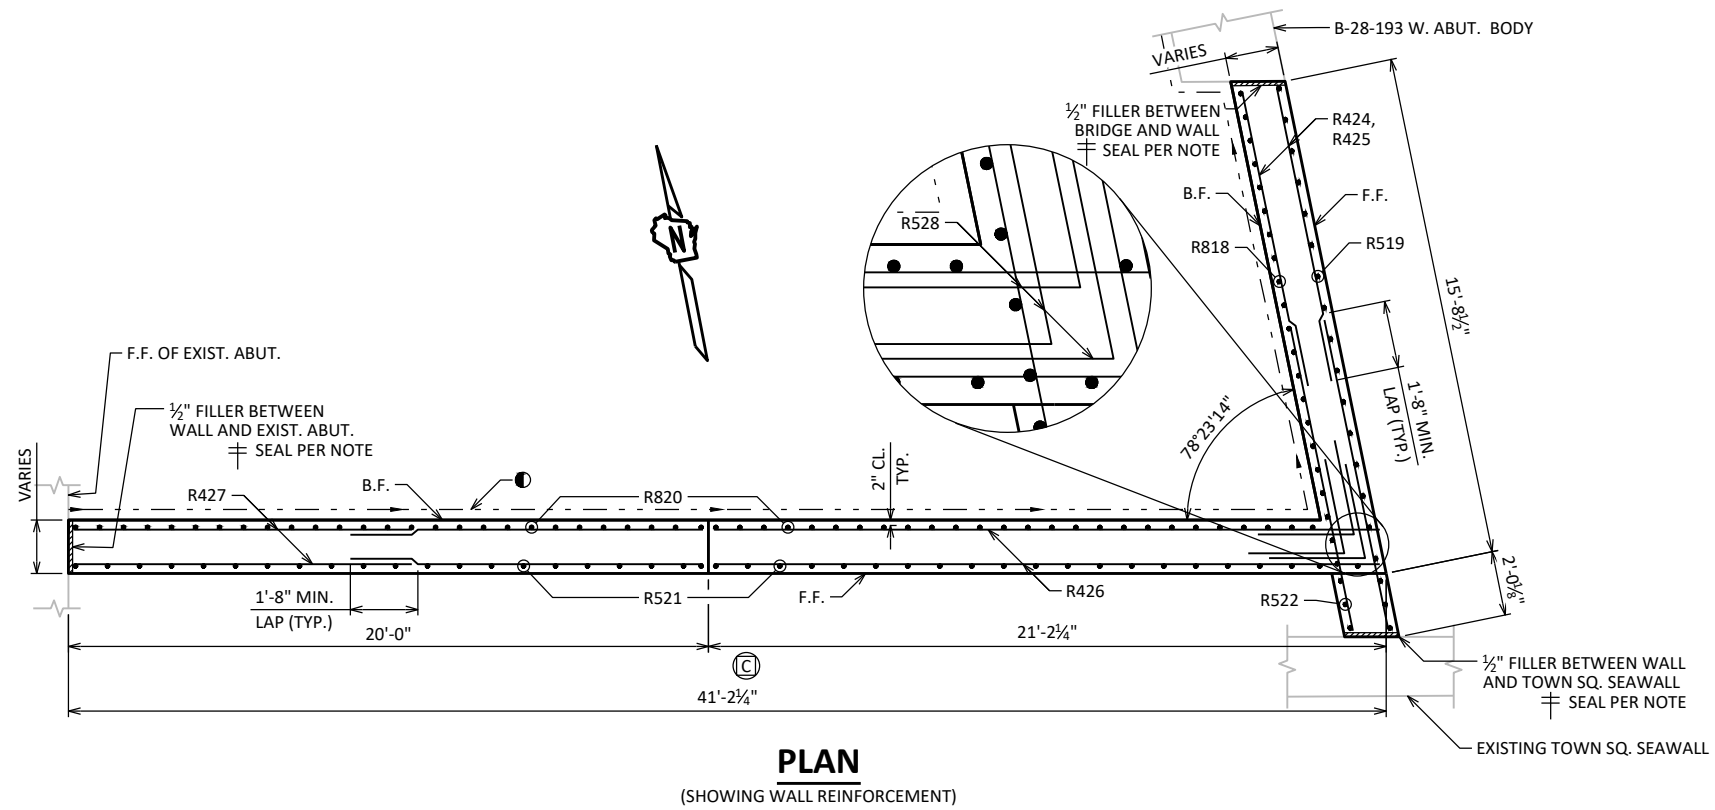 B-28-193 W. ABUT. BODY
VARIES
½" FILLER BETWEEN
BRIDGE AND WALL
SEAL PER NOTE
R424,
R425
B.F.
F.F.
R528
R818
R519
N
15'-8½"
F.F. OF EXIST. ABUT.
½" FILLER BETWEEN
WALL AND EXIST. ABUT.
SEAL PER NOTE
1'-8" MIN.
LAP (TYP.)
78°23'14"
VARIES
R427
B.F.
R820
2" CL.
TYP.
2'-0⅛"
1'-8" MIN.
LAP (TYP.)
R521
F.F.
R426
R522
20'-0"
21'-2¼"
C
½" FILLER BETWEEN WALL
AND TOWN SQ. SEAWALL
SEAL PER NOTE
41'-2¼"
EXISTING TOWN SQ. SEAWALL
PLAN
(SHOWING WALL REINFORCEMENT)